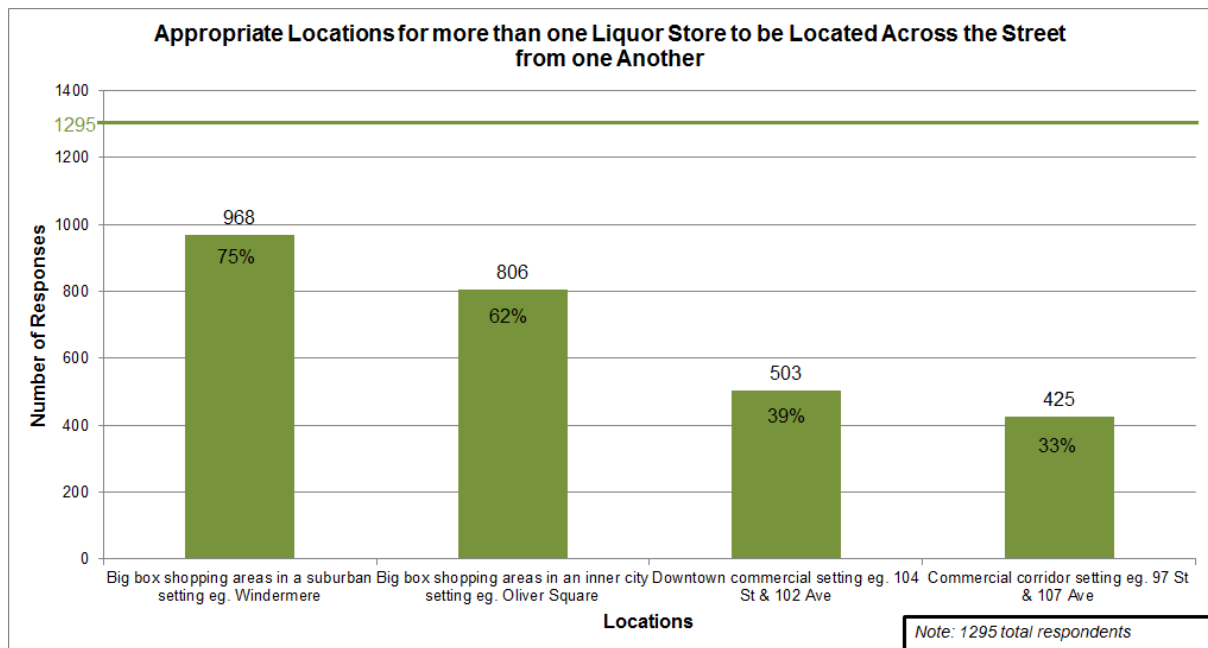 Appropriate Locations for more than one Liquor Store to be Located Across the Street
from one Another
1400
1295
1200
1000
800
600
400
200
0
Number of Responses
968
75%
806
62%
503
39%
425
33%
Big box shopping areas in a suburban
setting eg. Windermere
Big box shopping areas in an inner city
setting eg. Oliver Square
Downtown commercial setting eg. 104
St & 102 Ave
Commercial corridor setting eg. 97 St
& 107 Ave
Locations
Note: 1295 total respondents